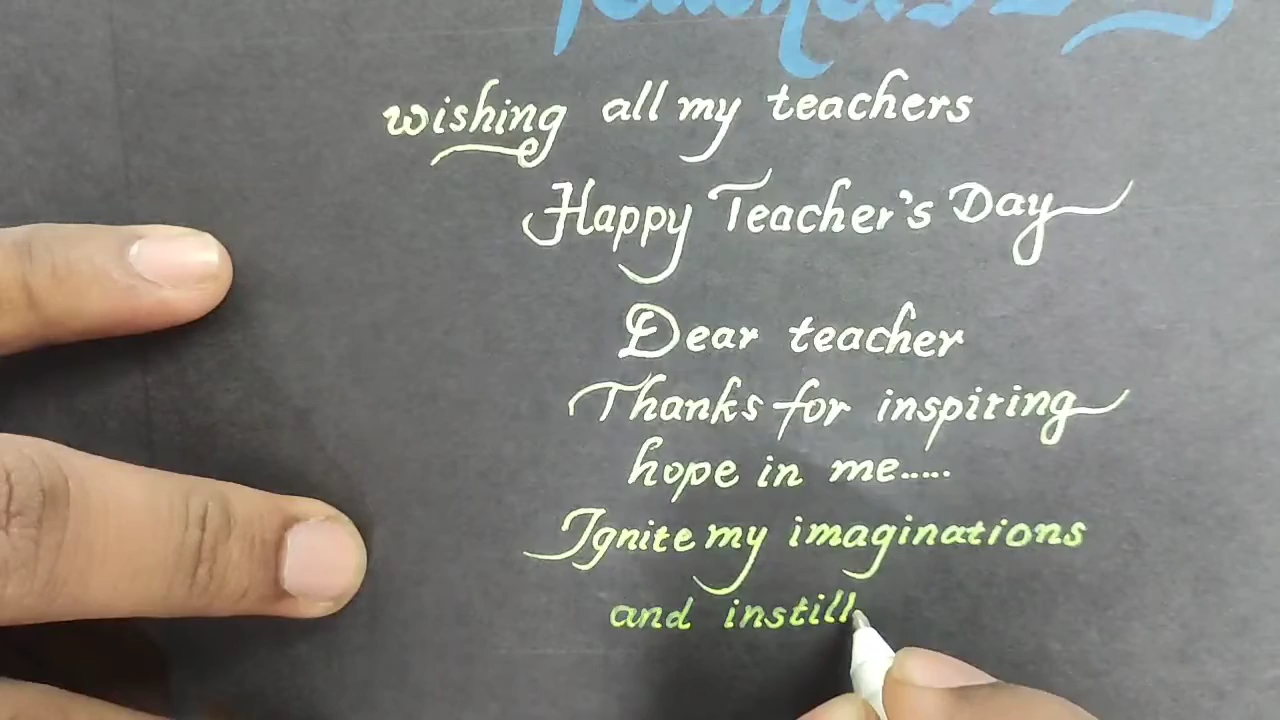 wishing all my teachers
Happy Teacher's Day
Dear teacher
Thanks for inspiring
hope in me.....
Ignite my imaginations
and instill